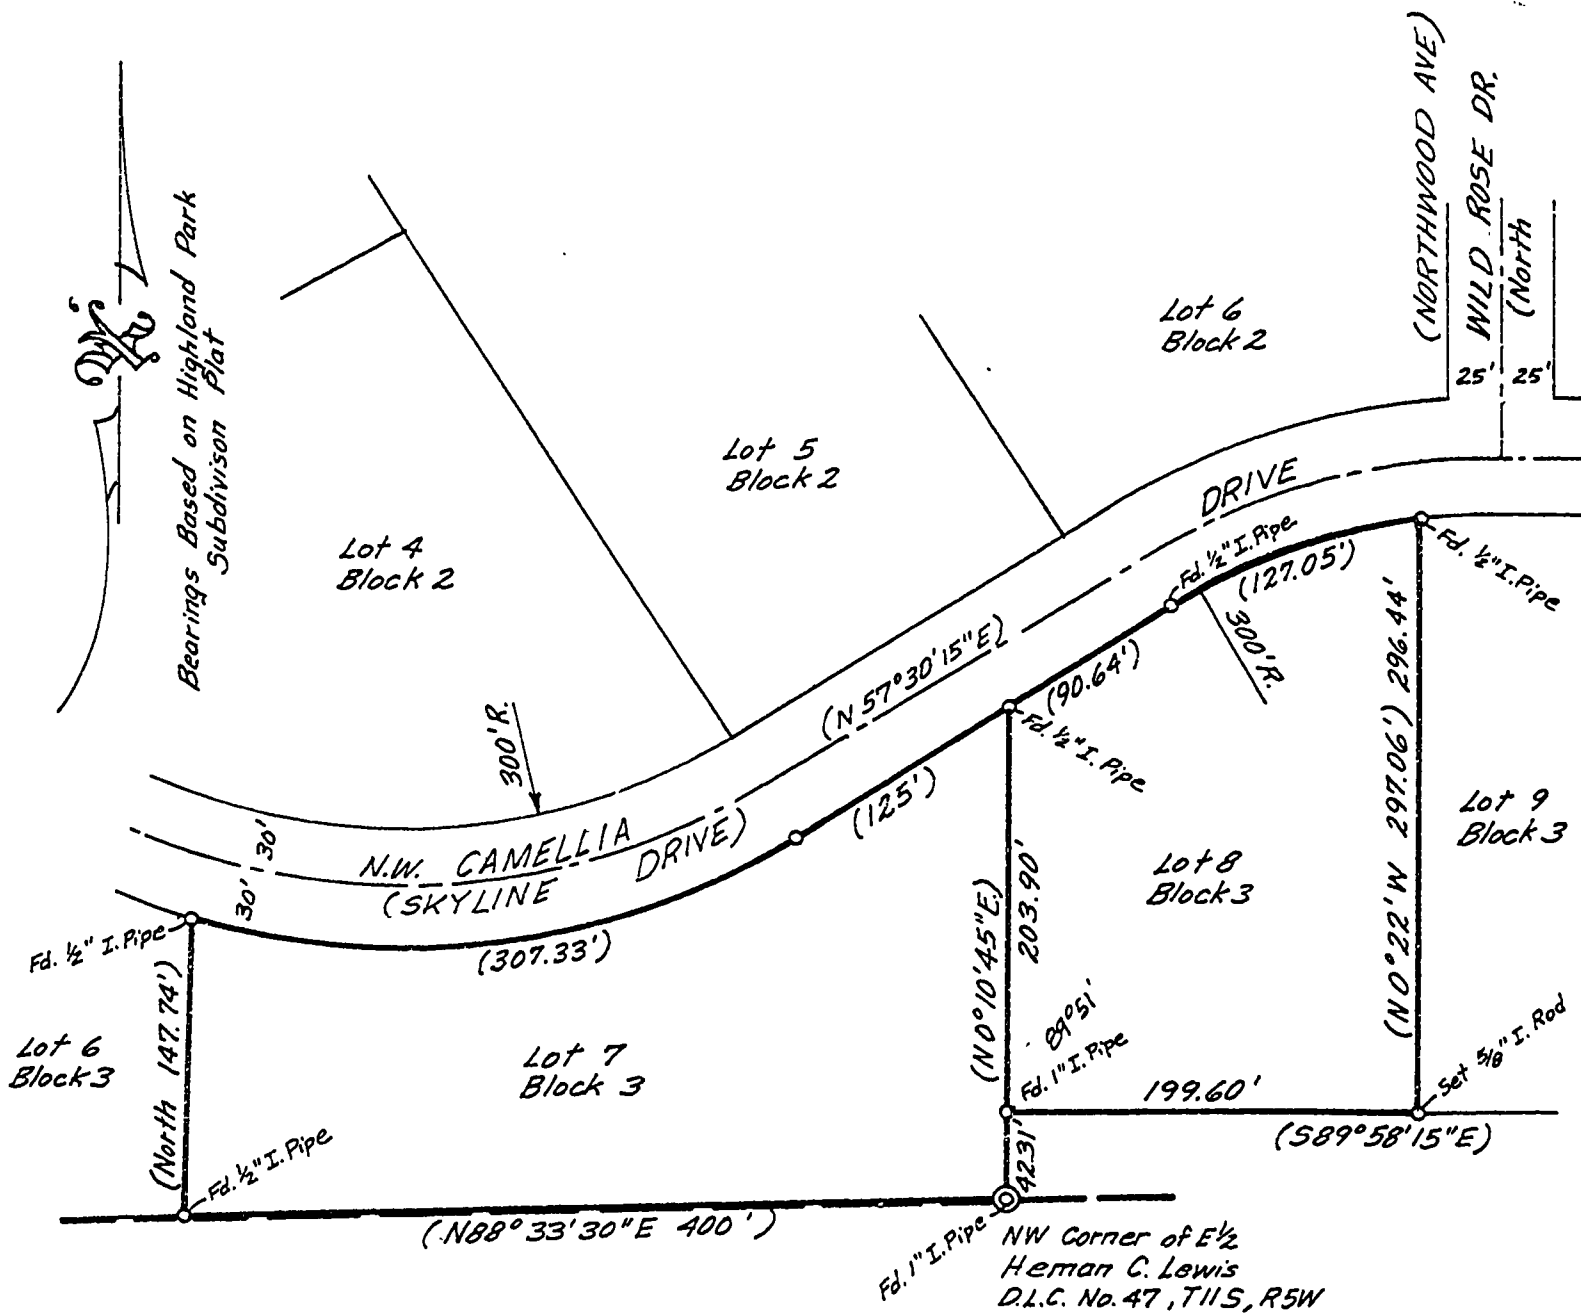 (NORTHWOOD AVE)
WILD ROSE DR.
(North
25' 25'
Bearings Based on Highland Park
Subdivison Plat
N
Lot 6
Block 2
Lot 5
Block 2
Lot 4
Block 2
DRIVE
Fd. 1/2" I. Pipe
(127.05')
300'R.
Fd. 1/2" I. Pipe
(N 57°30'15"E)
(90.64')
Fd. 1/2" I. Pipe
(125')
300'R.
30'
30'
N.W. CAMELLIA
(SKYLINE DRIVE)
(307.33')
Fd. 1/2" I. Pipe
(North 147.74')
Lot 6
Block 3
Lot 7
Block 3
(N0°10'45"E)
203.90'
Lot 8
Block 3
(N0°22'W 297.06') 296.44'
Lot 9
Block 3
89°51'
Fd. 1" I. Pipe
199.60'
(S89°58'15"E)
Set 5/8" I. Rod
42.31'
Fd. 1/2" I. Pipe
(N88°33'30"E 400')
Fd. 1" I. Pipe
NW Corner of E 1/2
Heman C. Lewis
D.L.C. No. 47, T11S, R5W